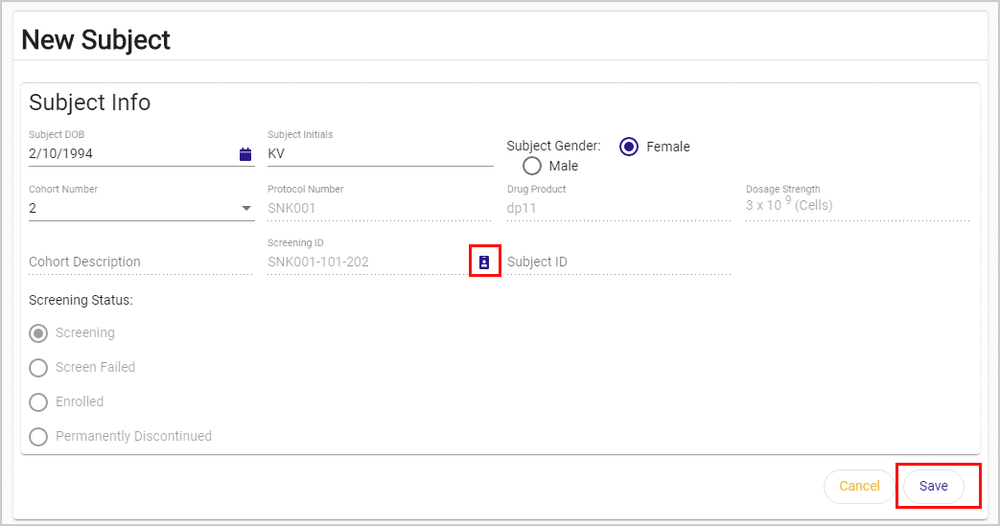 New Subject
Subject Info
Subject DOB
2/10/1994
Subject Initials
KV
Subject Gender:
Female
Male
Cohort Number
2
Protocol Number
SNK001
Drug Product
dp11
Dosage Strength
3 x 10 9 (Cells)
Cohort Description
Screening ID
SNK001-101-202
Subject ID
Screening Status:
Screening
Screen Failed
Enrolled
Permanently Discontinued
Cancel
Save